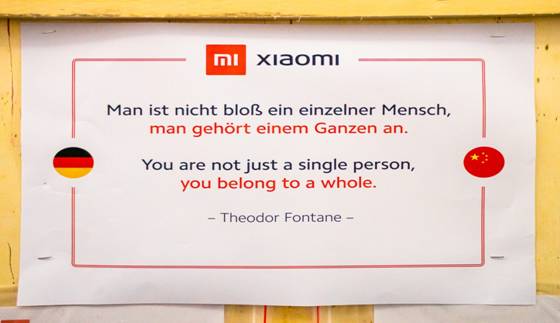 mi xiaomi
Man ist nicht bloß ein einzelner Mensch,
man gehört einem Ganzen an.
You are not just a single person,
you belong to a whole.
– Theodor Fontane –